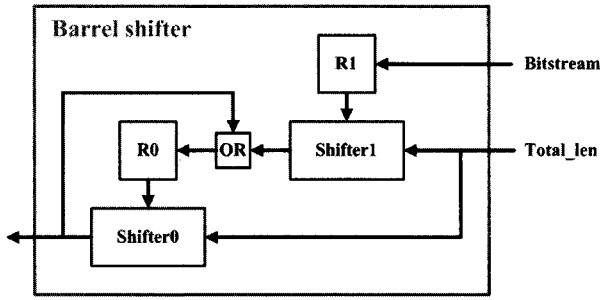 Barrel shifter
R1
Bitstream
R0
OR
Shifter1
Total_len
Shifter0